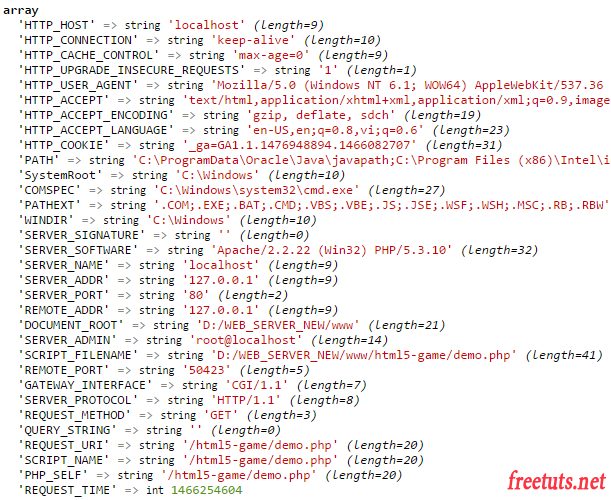 array
'HTTP_HOST' => string 'localhost' (length=9)
'HTTP_CONNECTION' => string 'keep-alive' (length=10)
'HTTP_CACHE_CONTROL' => string 'max-age=0' (length=9)
'HTTP_UPGRADE_INSECURE_REQUESTS' => string '1' (length=1)
'HTTP_USER_AGENT' => string 'Mozilla/5.0 (Windows NT 6.1; WOW64) AppleWebKit/537.36
'HTTP_ACCEPT' => string 'text/html,application/xhtml+xml,application/xml;q=0.9,image
'HTTP_ACCEPT_ENCODING' => string 'gzip, deflate, sdch' (length=19)
'HTTP_ACCEPT_LANGUAGE' => string 'en-US,en;q=0.8,vi;q=0.6' (length=23)
'HTTP_COOKIE' => string '_ga=GA1.1.1476948894.1466082707' (length=31)
'PATH' => string 'C:\ProgramData\Oracle\Java\javapath;C:\Program Files (x86)\Intel\i
'SystemRoot' => string 'C:\Windows' (length=10)
'COMSPEC' => string 'C:\Windows\system32\cmd.exe' (length=27)
'PATHEXT' => string '.COM;.EXE;.BAT;.CMD;.VBS;.VBE;.JS;.JSE;.WSF;.WSH;.MSC;.RB;.RBW'
'WINDIR' => string 'C:\Windows' (length=10)
'SERVER_SIGNATURE' => string '' (length=0)
'SERVER_SOFTWARE' => string 'Apache/2.2.22 (Win32) PHP/5.3.10' (length=32)
'SERVER_NAME' => string 'localhost' (length=9)
'SERVER_ADDR' => string '127.0.0.1' (length=9)
'SERVER_PORT' => string '80' (length=2)
'REMOTE_ADDR' => string '127.0.0.1' (length=9)
'DOCUMENT_ROOT' => string 'D:/WEB_SERVER_NEW/www' (length=21)
'SERVER_ADMIN' => string 'root@localhost' (length=14)
'SCRIPT_FILENAME' => string 'D:/WEB_SERVER_NEW/www/html5-game/demo.php' (length=41)
'REMOTE_PORT' => string '50423' (length=5)
'GATEWAY_INTERFACE' => string 'CGI/1.1' (length=7)
'SERVER_PROTOCOL' => string 'HTTP/1.1' (length=8)
'REQUEST_METHOD' => string 'GET' (length=3)
'QUERY_STRING' => string '' (length=0)
'REQUEST_URI' => string '/html5-game/demo.php' (length=20)
'SCRIPT_NAME' => string '/html5-game/demo.php' (length=20)
'PHP_SELF' => string '/html5-game/demo.php' (length=20)
'REQUEST_TIME' => int 1466254604
freetuts.net